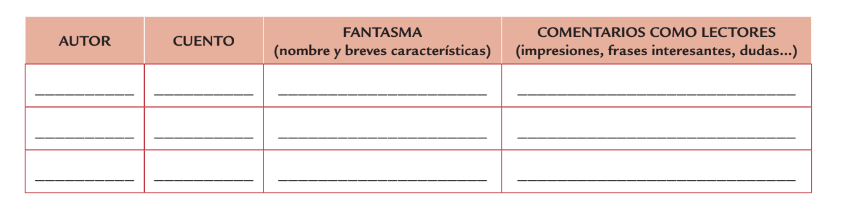 AUTOR
CUENTO
FANTASMA
(nombre y breves características)
COMENTARIOS COMO LECTORES
(impresiones, frases interesantes, dudas...)